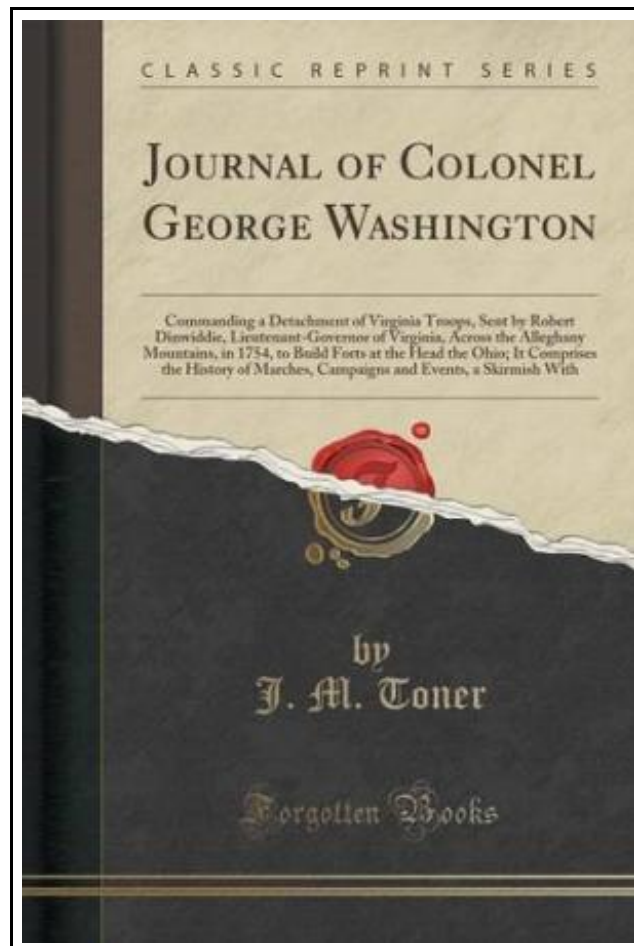 CLASSIC REPRINT SERIES
JOURNAL OF COLONEL
GEORGE WASHINGTON
Commanding a Detachment of Virginia Troops, Sent by Robert
Dinwiddie, Lieutenant-Governor of Virginia, Across the Alleghany
Mountains, in 1754, to Build Forts at the Head the Ohio; It Comprises
the History of Marches, Campaigns and Events, a Skirmish With
by
J. M. Toner
Forgotten Books